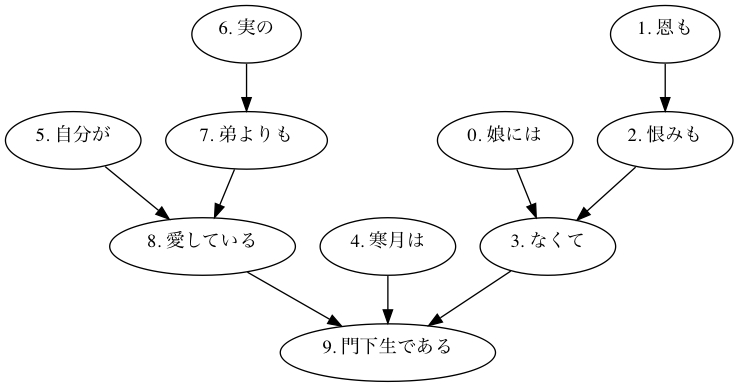 6. 実の
1. 恩も
5. 自分が
7. 弟よりも
0. 娘には
2. 恨みも
8. 愛している
4. 寒月は
3. なくて
9. 門下生である